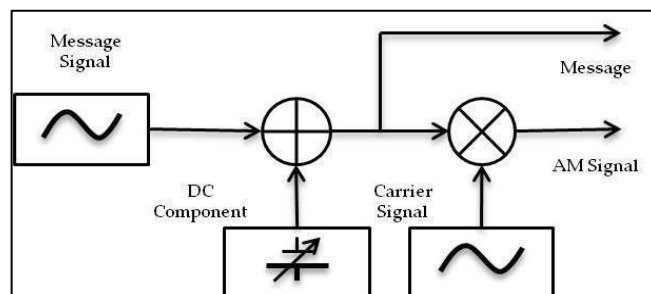 Message
Signal
Message
AM Signal
DC
Component
Carrier
Signal